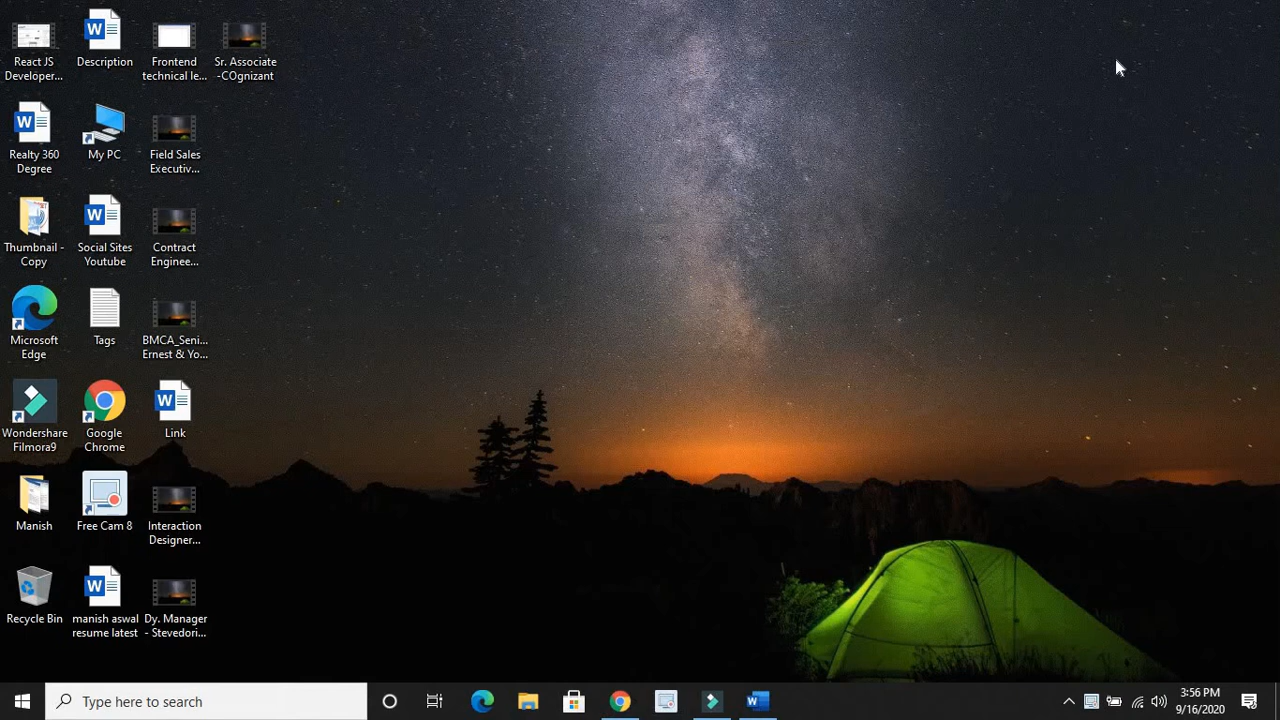 React JS
Developer...
Description
Frontend
technical le...
Sr. Associate
-COgnizant
Realty 360
Degree
My PC
Field Sales
Executiv...
Thumbnail -
Copy
Social Sites
Youtube
Contract
Enginee...
Microsoft
Edge
Tags
BMCA_Seni...
Ernest & Yo...
Wondershare
Filmora9
Google
Chrome
Link
Manish
Free Cam 8
Interaction
Designer...
Recycle Bin
manish aswal
resume latest
Dy. Manager
- Stevedori...
Type here to search
3:56 PM
9/16/2020